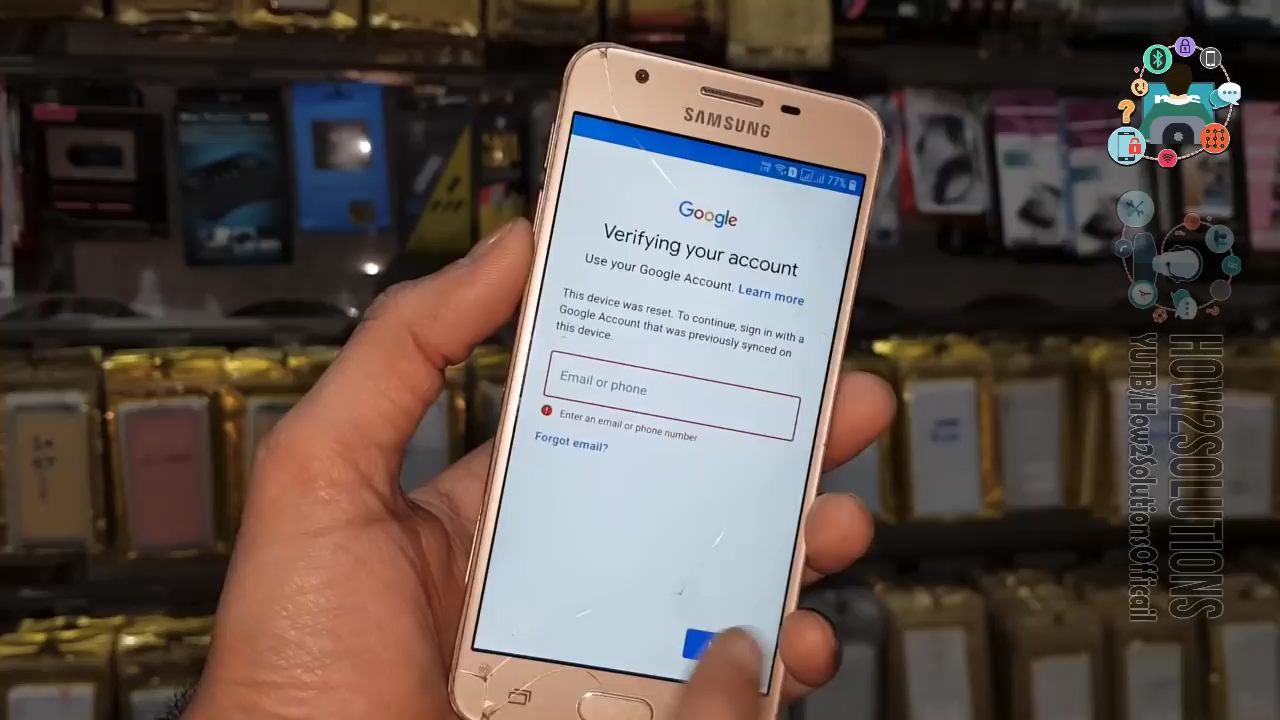 SAMSUNG
77%
Google
Verifying your account
Use your Google Account. Learn more
This device was reset. To continue, sign in with a
Google Account that was previously synced on
this device.
Email or phone
Enter an email or phone number
Forgot email?
HOW2SOLUTIONS
YUTB/How2SolutionsOffcail